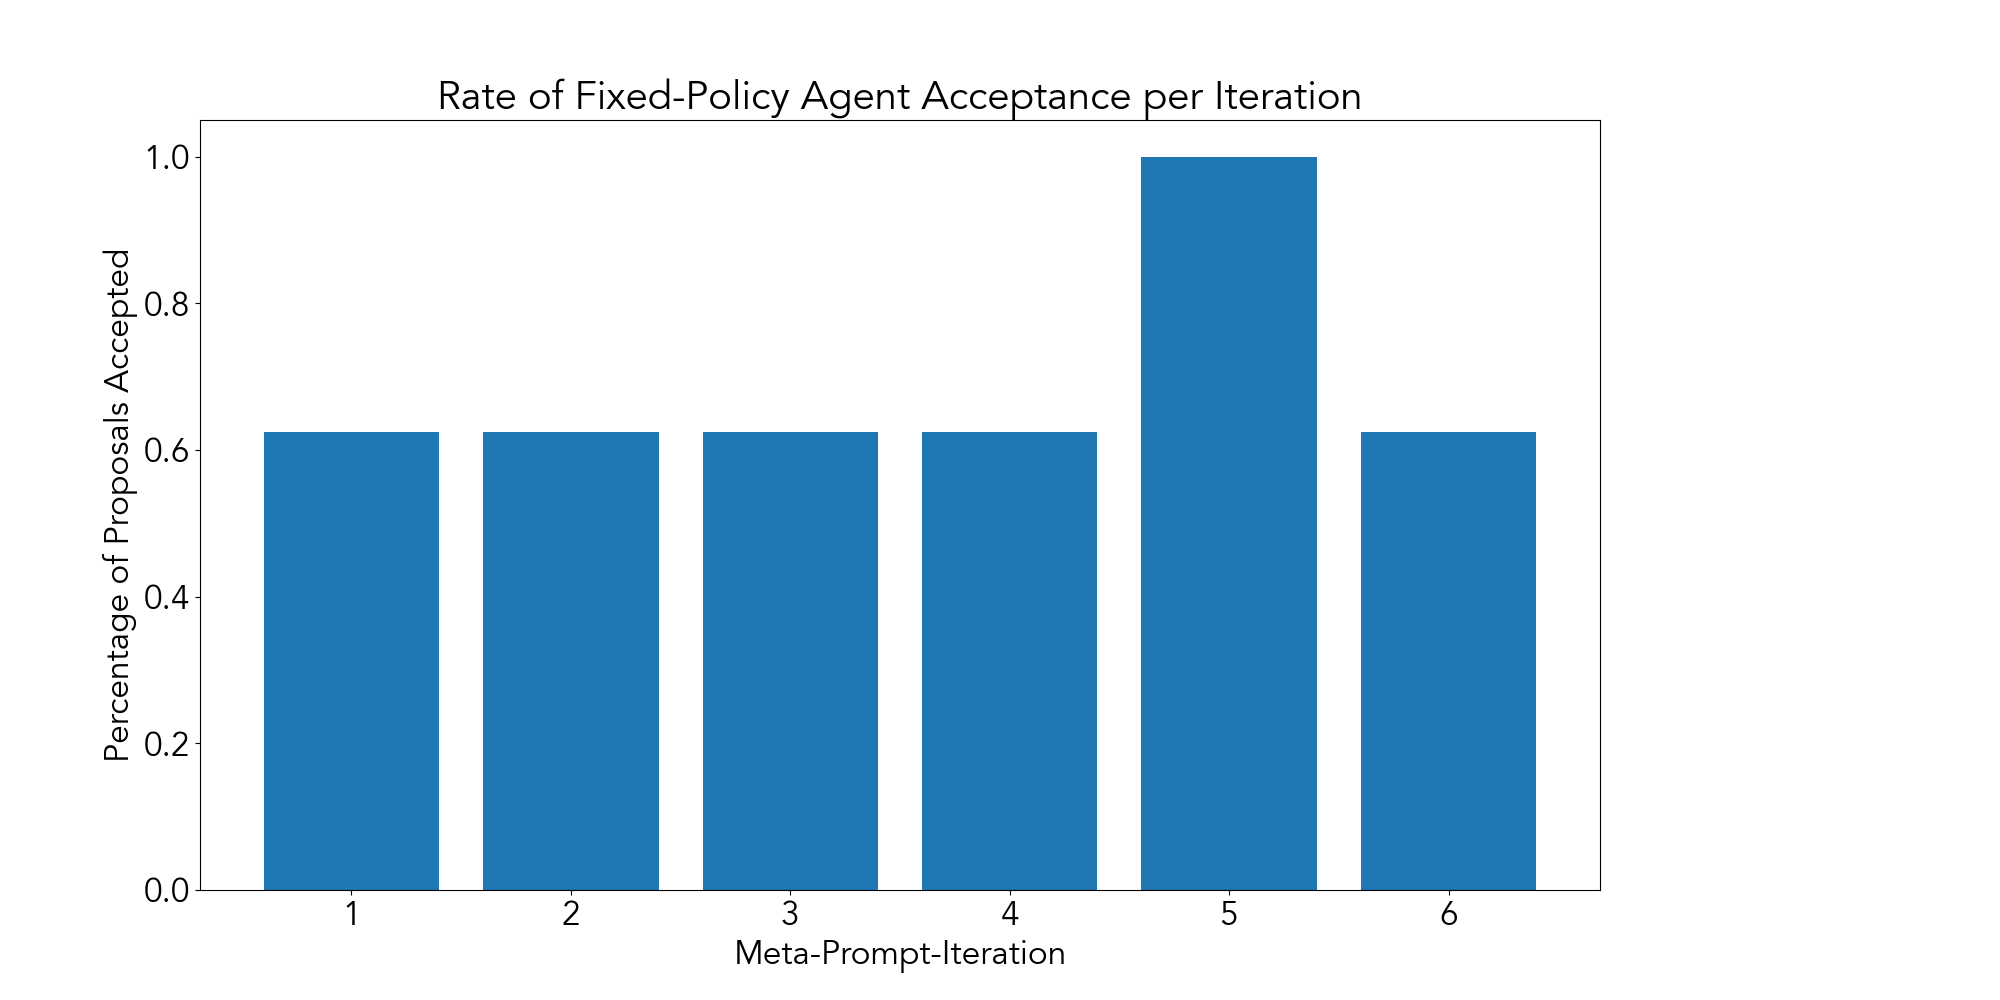 Rate of Fixed-Policy Agent Acceptance per Iteration
Percentage of Proposals Accepted
1.0
0.8
0.6
0.4
0.2
0.0
1 2 3 4 5 6
Meta-Prompt-Iteration